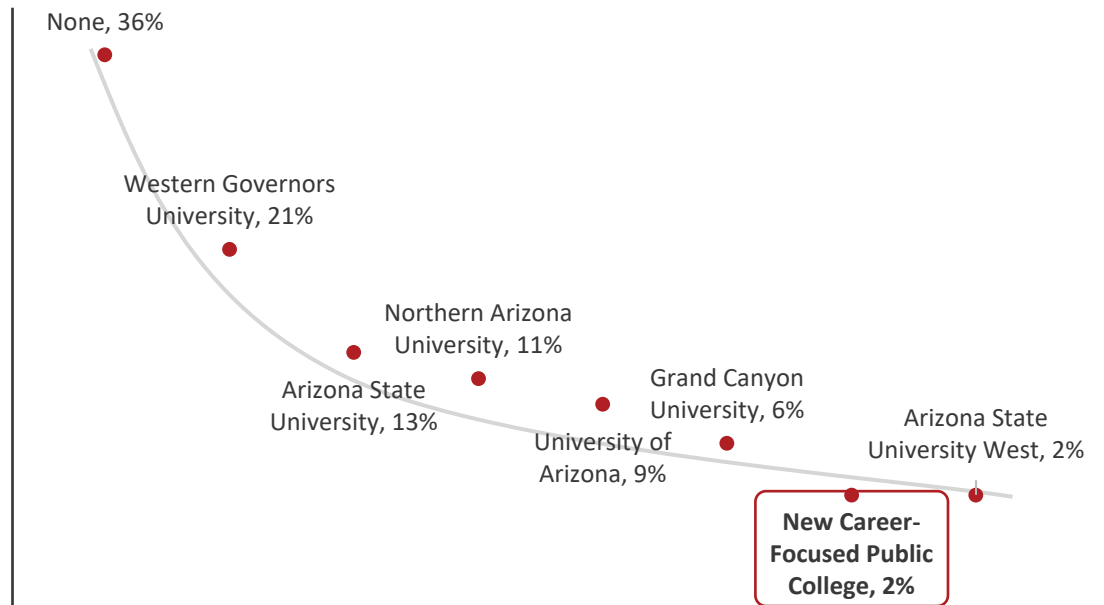 None, 36%
Western Governors
University, 21%
Northern Arizona
University, 11%
Arizona State
University, 13%
Grand Canyon
University, 6%
University of
Arizona, 9%
Arizona State
University West, 2%
New Career-
Focused Public
College, 2%